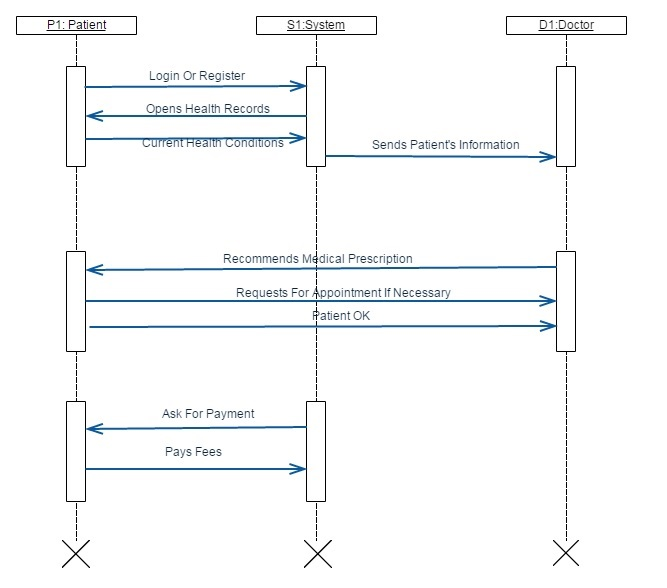 P1: Patient
S1:System
D1:Doctor
Login Or Register
Opens Health Records
Current Health Conditions
Sends Patient's Information
Recommends Medical Prescription
Requests For Appointment If Necessary
Patient OK
Ask For Payment
Pays Fees